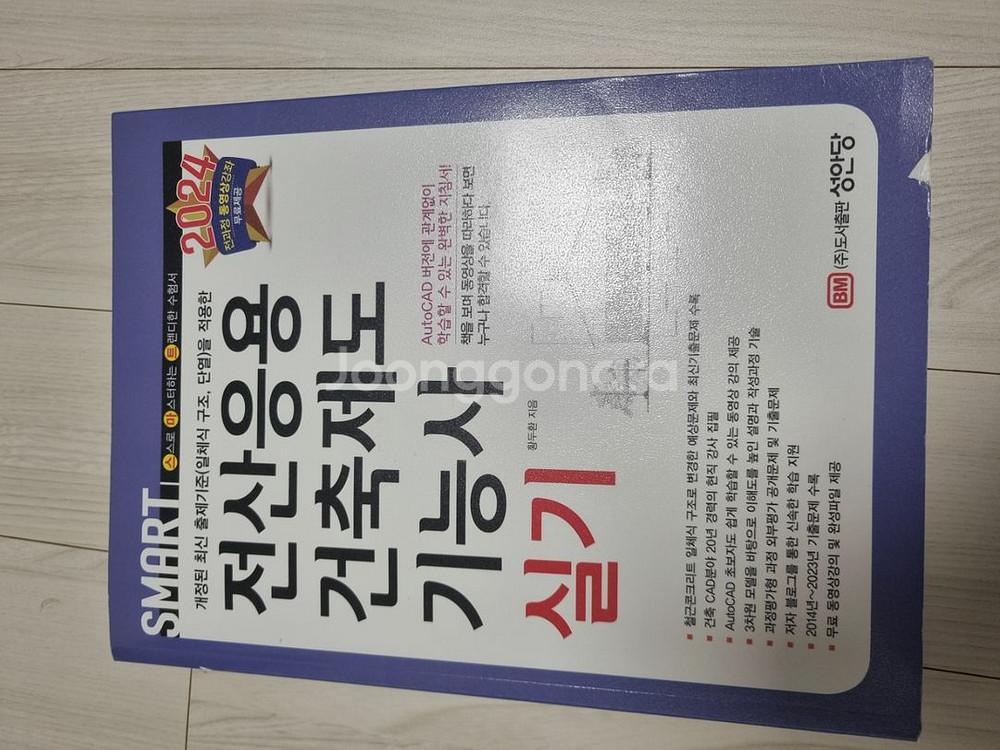 SMART
스스로 마스터하는 트렌디한 수험서
2024
전과정 동영상강좌
무료제공
개정된 최신 출제기준(일체식 구조, 단열)을 적용한
전산응용
건축제도
기능사
실기
AutoCAD 버전에 관계없이
학습할 수 있는 완벽한 지침서!
책을 보며 동영상을 따라하다 보면
누구나 합격할 수 있습니다.
황두환 지음
철근콘크리트 일체식 구조로 변경한 예상문제와 최신기출문제 수록
건축 CAD분야 20년 경력의 현직 강사 집필
AutoCAD 초보자도 쉽게 학습할 수 있는 동영상 강의 제공
3차원 모델을 바탕으로 이해도를 높인 설명과 작성과정 기술
과정평가형 과정 외부평가 공개문제 및 기출문제
저자 블로그를 통한 신속한 학습 지원
2014년~2023년 기출문제 수록
무료 동영상강의 및 완성파일 제공
BM (주)도서출판 성안당
Joonggonara